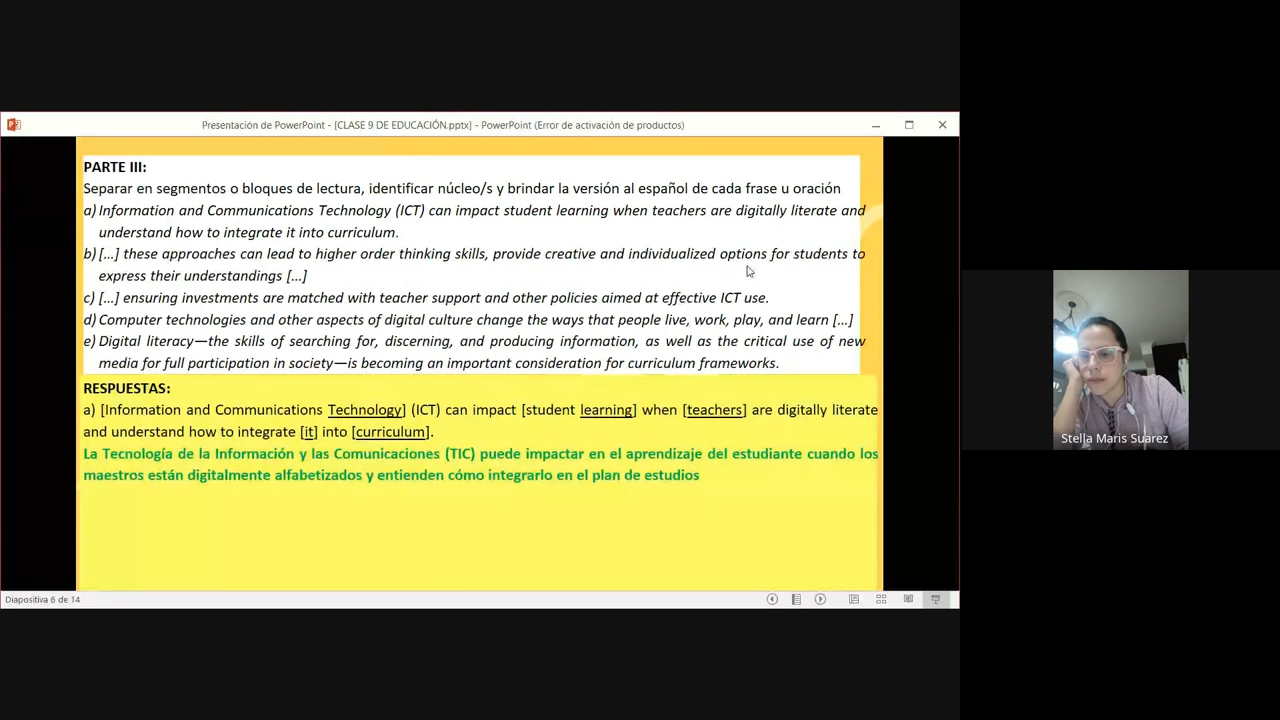 Presentación de PowerPoint - [CLASE 9 DE EDUCACIÓN.pptx] - PowerPoint (Error de activación de productos)
PARTE III:
Separar en segmentos o bloques de lectura, identificar núcleo/s y brindar la versión al español de cada frase u oración
a) Information and Communications Technology (ICT) can impact student learning when teachers are digitally literate and
understand how to integrate it into curriculum.
b) [...] these approaches can lead to higher order thinking skills, provide creative and individualized options for students to
express their understandings [...]
c) [...] ensuring investments are matched with teacher support and other policies aimed at effective ICT use.
d) Computer technologies and other aspects of digital culture change the ways that people live, work, play, and learn [...]
e) Digital literacy—the skills of searching for, discerning, and producing information, as well as the critical use of new
media for full participation in society—is becoming an important consideration for curriculum frameworks.
RESPUESTAS:
a) [Information and Communications Technology] (ICT) can impact [student learning] when [teachers] are digitally literate
and understand how to integrate [it] into [curriculum].
La Tecnología de la Información y las Comunicaciones (TIC) puede impactar en el aprendizaje del estudiante cuando los
maestros están digitalmente alfabetizados y entienden cómo integrarlo en el plan de estudios
Diapositiva 6 de 14
Stella Maris Suarez